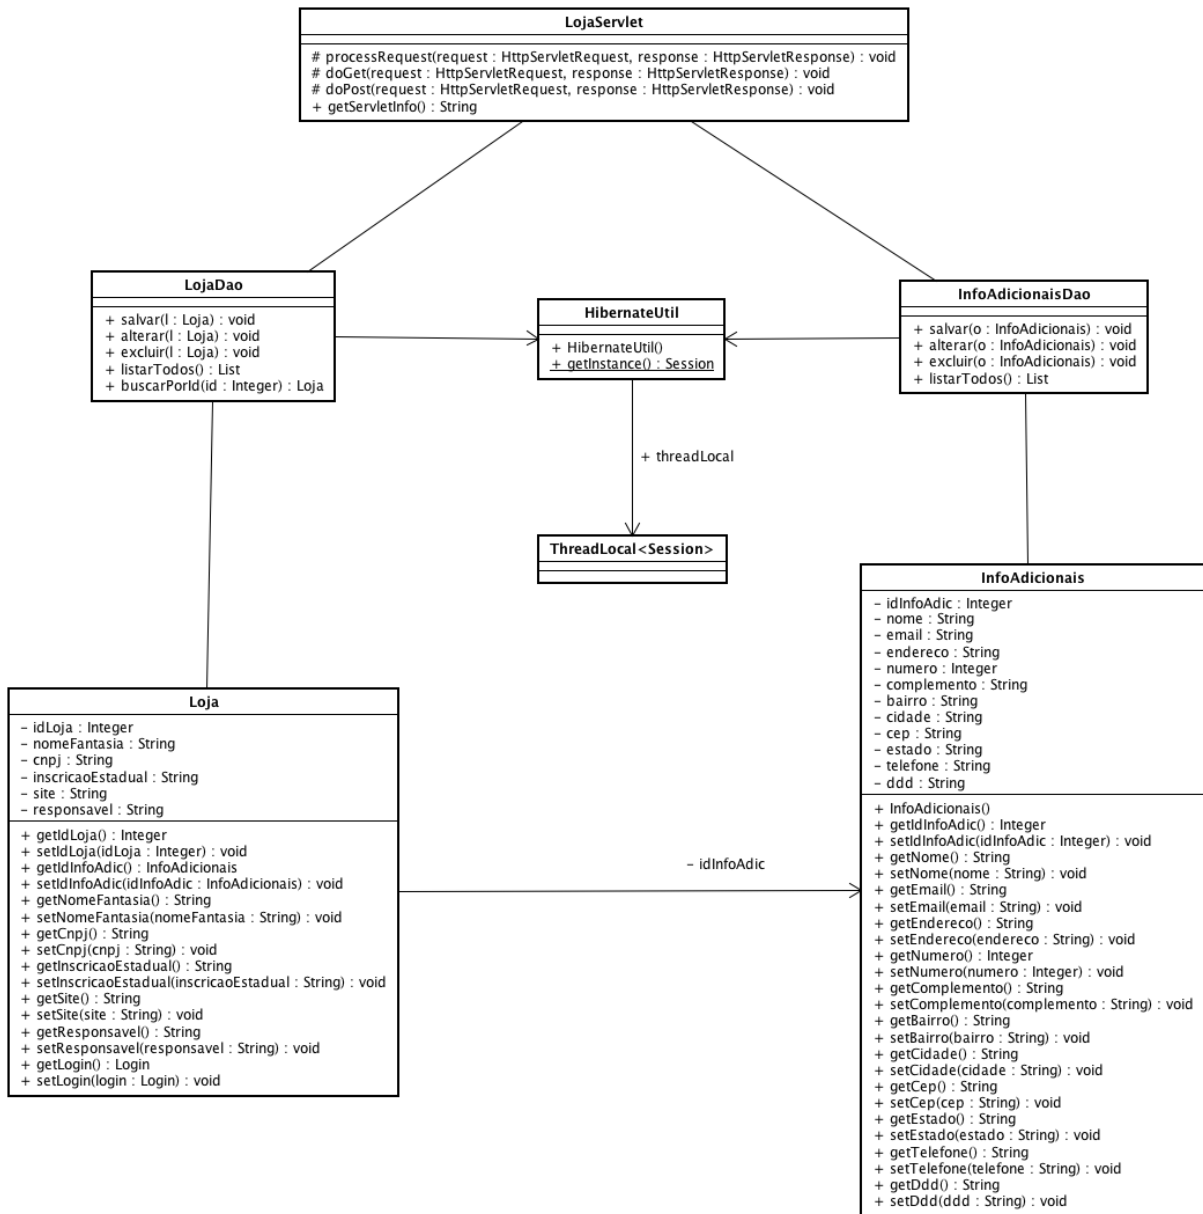 LojaServlet
# processRequest(request : HttpServletRequest, response : HttpServletResponse) : void
# doGet(request : HttpServletRequest, response : HttpServletResponse) : void
# doPost(request : HttpServletRequest, response : HttpServletResponse) : void
+ getServletInfo() : String
LojaDao
+ salvar(l : Loja) : void
+ alterar(l : Loja) : void
+ excluir(l : Loja) : void
+ listarTodos() : List
+ buscarPorId(id : Integer) : Loja
HibernateUtil
+ HibernateUtil()
+ getInstance() : Session
InfoAdicionaisDao
+ salvar(o : InfoAdicionais) : void
+ alterar(o : InfoAdicionais) : void
+ excluir(o : InfoAdicionais) : void
+ listarTodos() : List
+ threadLocal
ThreadLocal<Session>
Loja
- idLoja : Integer
- nomeFantasia : String
- cnpj : String
- inscricaoEstadual : String
- site : String
- responsavel : String
+ getIdLoja() : Integer
+ setIdLoja(idLoja : Integer) : void
+ getIdInfoAdic() : InfoAdicionais
+ setIdInfoAdic(idInfoAdic : InfoAdicionais) : void
+ getNomeFantasia() : String
+ setNomeFantasia(nomeFantasia : String) : void
+ getCnpj() : String
+ setCnpj(cnpj : String) : void
+ getInscricaoEstadual() : String
+ setInscricaoEstadual(inscricaoEstadual : String) : void
+ getSite() : String
+ setSite(site : String) : void
+ getResponsavel() : String
+ setResponsavel(responsavel : String) : void
+ getLogin() : Login
+ setLogin(login : Login) : void
- idInfoAdic
InfoAdicionais
- idInfoAdic : Integer
- nome : String
- email : String
- endereco : String
- numero : Integer
- complemento : String
- bairro : String
- cidade : String
- cep : String
- estado : String
- telefone : String
- ddd : String
+ InfoAdicionais()
+ getIdInfoAdic() : Integer
+ setIdInfoAdic(idInfoAdic : Integer) : void
+ getNome() : String
+ setNome(nome : String) : void
+ getEmail() : String
+ setEmail(email : String) : void
+ getEndereco() : String
+ setEndereco(endereco : String) : void
+ getNumero() : Integer
+ setNumero(numero : Integer) : void
+ getComplemento() : String
+ setComplemento(complemento : String) : void
+ getBairro() : String
+ setBairro(bairro : String) : void
+ getCidade() : String
+ setCidade(cidade : String) : void
+ getCep() : String
+ setCep(cep : String) : void
+ getEstado() : String
+ setEstado(estado : String) : void
+ getTelefone() : String
+ setTelefone(telefone : String) : void
+ getDdd() : String
+ setDdd(ddd : String) : void